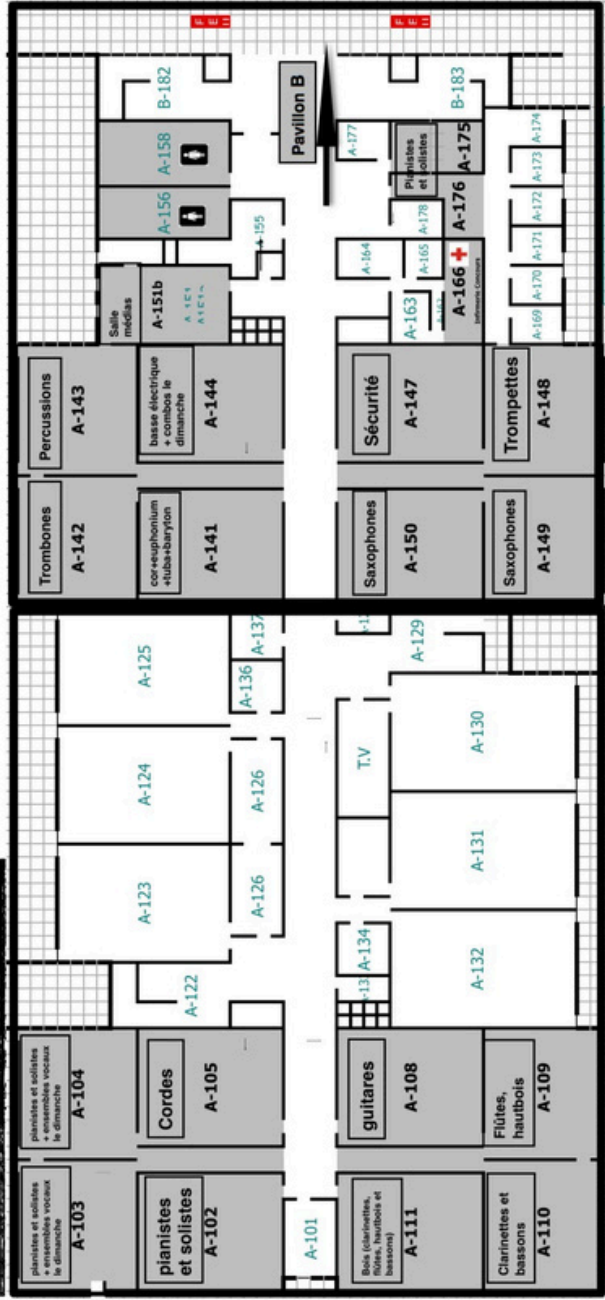 B-182
A-158
A-156
Salle
médias
A-151b
A-155
Pavillon B
A-177
B-183
Pianistes
et solistes
A-175
A-176
A-178
A-164
A-165
A-163
A-166
Infirmerie Concours
A-174
A-173
A-172
A-171
A-170
A-169
Percussions
A-143
basse électrique
+ combos le
dimanche
A-144
Sécurité
A-147
Trompettes
A-148
Trombones
A-142
cor+euphonium
+tuba+baryton
A-141
Saxophones
A-150
Saxophones
A-149
A-125
A-137
A-136
A-129
A-124
A-126
T.V
A-130
A-123
A-126
A-131
A-134
A-132
A-122
pianistes et solistes
+ ensembles vocaux
le dimanche
A-104
Cordes
A-105
guitares
A-108
Flûtes,
hautbois
A-109
pianistes et solistes
+ ensembles vocaux
le dimanche
A-103
pianistes
et solistes
A-102
A-101
Bois (clarinettes,
flûtes, hautbois et
bassons)
A-111
Clarinettes et
bassons
A-110